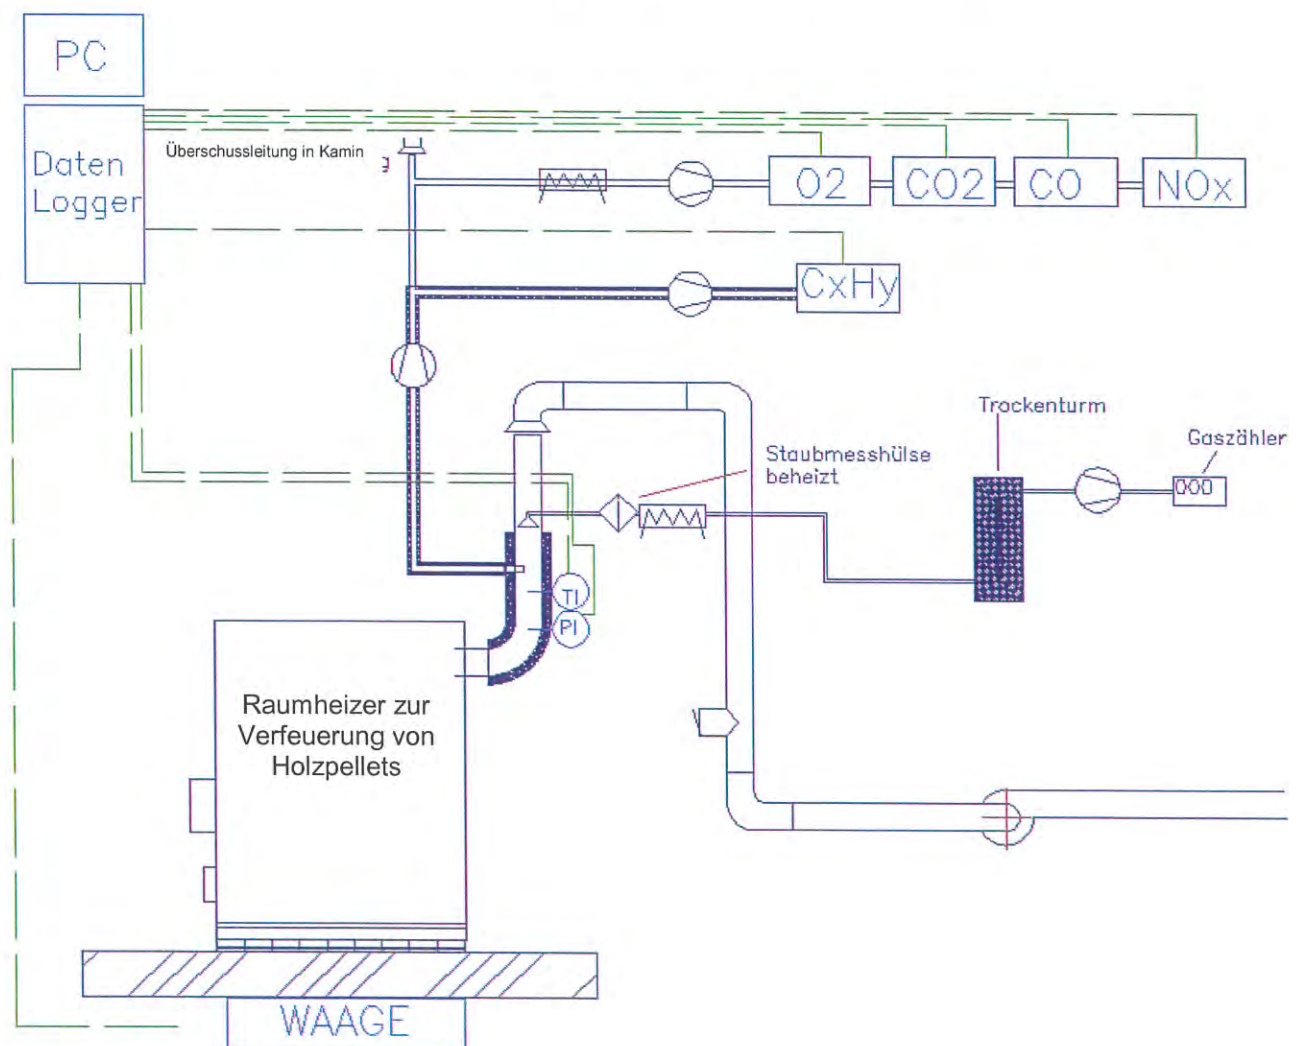 PC
Daten
Logger
Überschussleitung in Kamin
g
O2
CO2
CO
NOx
CxHy
Trockenturm
Gaszähler
Staubmesshülse
beheizt
000
TI
PI
Raumheizer zur
Verfeuerung von
Holzpellets
WAAGE